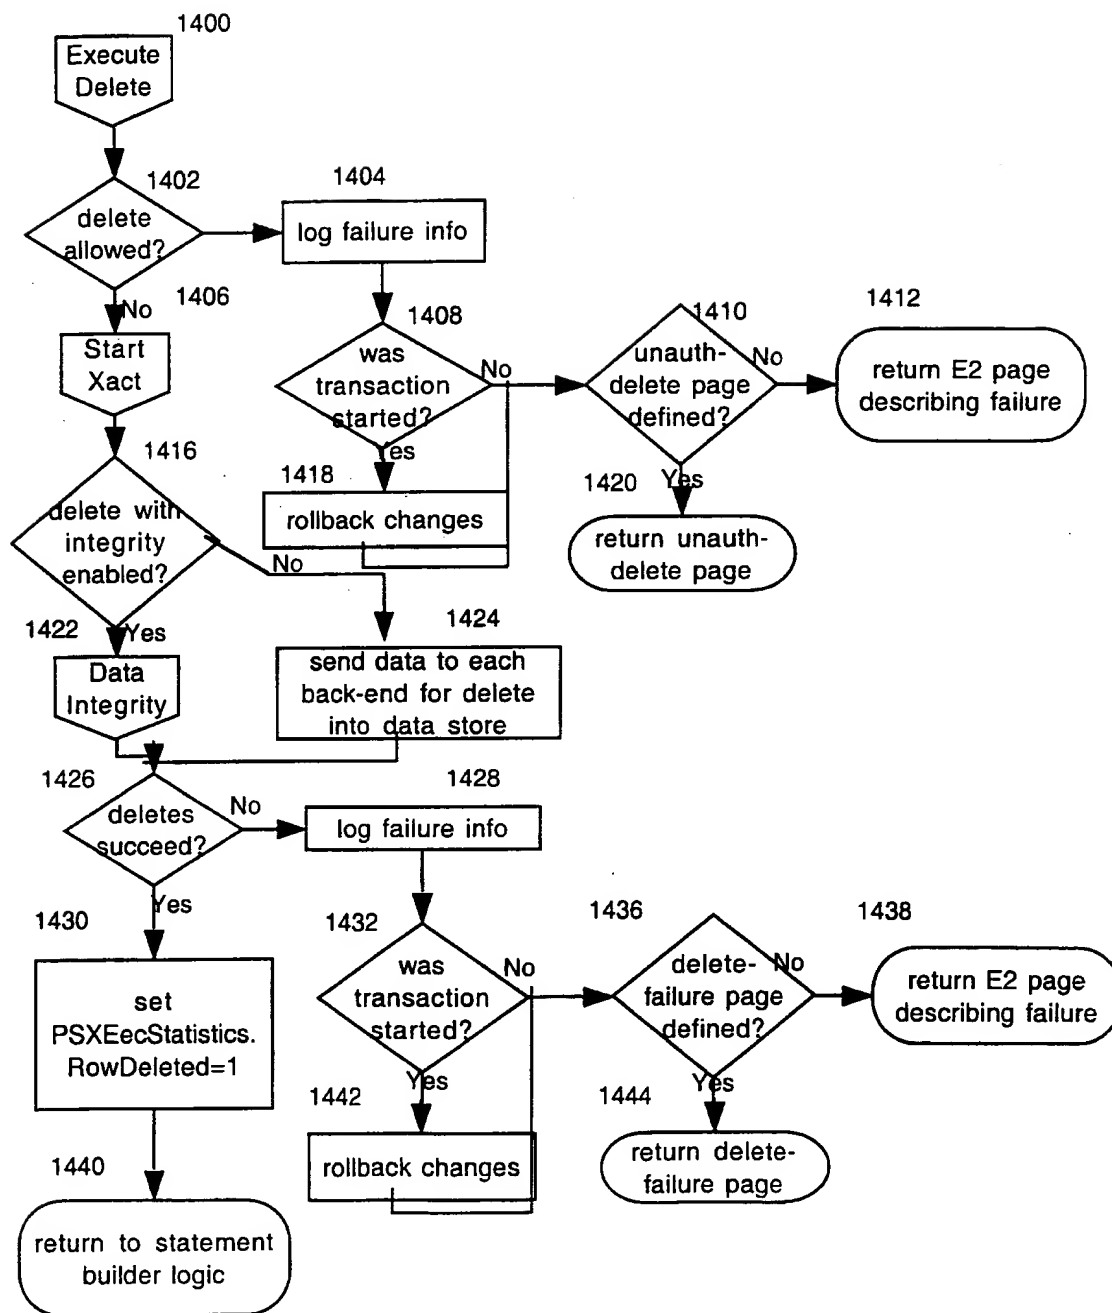 1400
Execute
Delete
1402
delete
allowed?
1404
log failure info
No
1406
Start
Xact
1408
was
transaction
started?
No
Yes
1410
unauth-
delete page
defined?
No
Yes
1412
return E2 page
describing failure
1416
delete with
integrity
enabled?
No
Yes
1418
rollback changes
1420
return unauth-
delete page
1422
Data
Integrity
1424
send data to each
back-end for delete
into data store
1426
deletes
succeed?
No
Yes
1428
log failure info
1430
set
PSXEecStatistics.
RowDeleted=1
1432
was
transaction
started?
No
Yes
1436
delete-
failure page
defined?
No
Yes
1438
return E2 page
describing failure
1440
return to statement
builder logic
1442
rollback changes
1444
return delete-
failure page